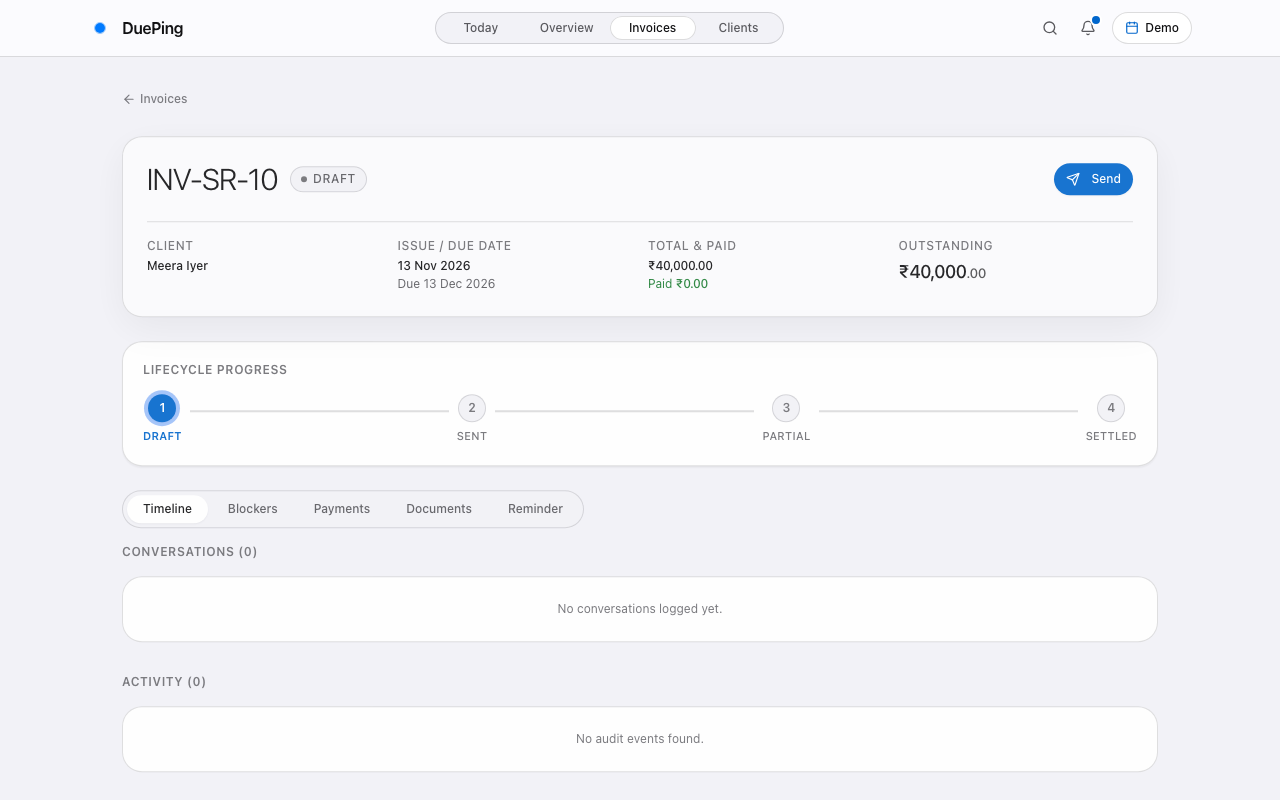 DuePing
Today
Overview
Invoices
Clients
Demo
Invoices
INV-SR-10
DRAFT
Send
CLIENT
Meera Iyer
ISSUE / DUE DATE
13 Nov 2026
Due 13 Dec 2026
TOTAL & PAID
₹40,000.00
Paid ₹0.00
OUTSTANDING
₹40,000.00
LIFECYCLE PROGRESS
1
DRAFT
2
SENT
3
PARTIAL
4
SETTLED
Timeline
Blockers
Payments
Documents
Reminder
CONVERSATIONS (0)
No conversations logged yet.
ACTIVITY (0)
No audit events found.